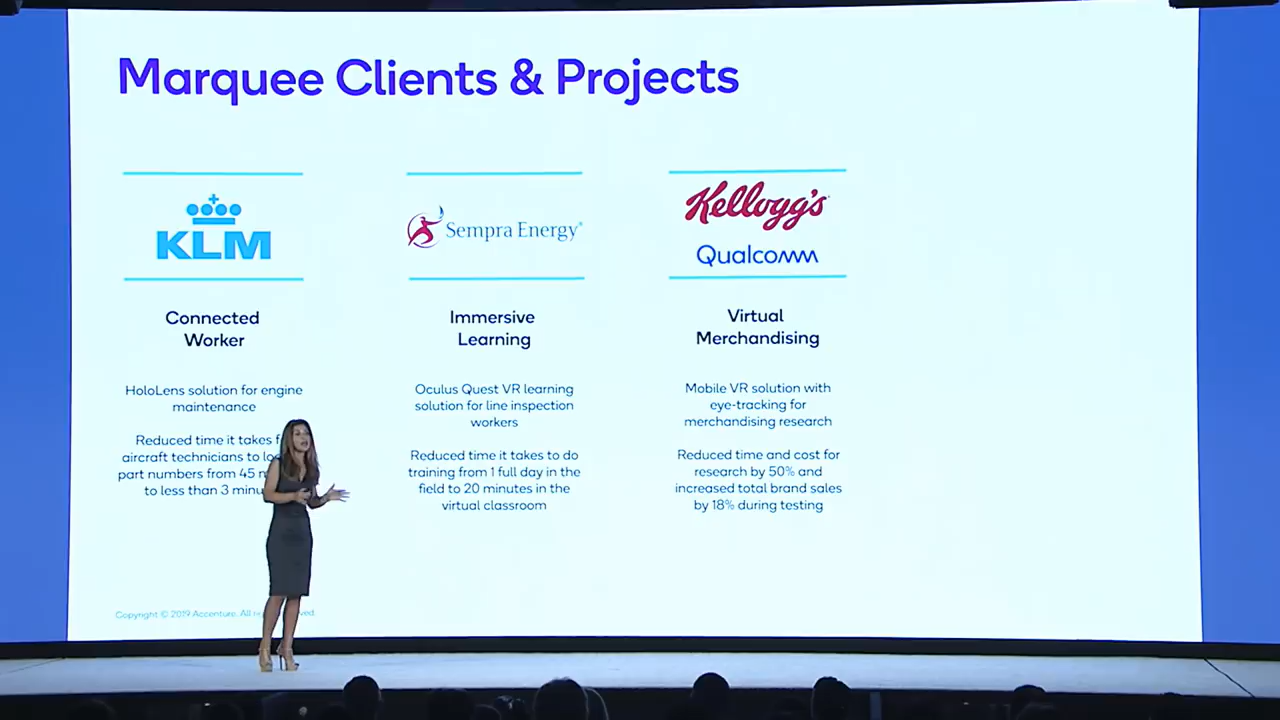 Marquee Clients & Projects
KLM
Connected
Worker
HoloLens solution for engine
maintenance
Reduced time it takes
aircraft technicians to
part numbers from 45
to less than 3
Sempra Energy®
Immersive
Learning
Oculus Quest VR learning
solution for line inspection
workers
Reduced time it takes to do
training from 1 full day in the
field to 20 minutes in the
virtual classroom
Kellogg's
Qualcomm
Virtual
Merchandising
Mobile VR solution with
eye-tracking for
merchandising research
Reduced time and cost for
research by 50% and
increased total brand sales
by 18% during testing
Copyright © 2019 Accenture. All